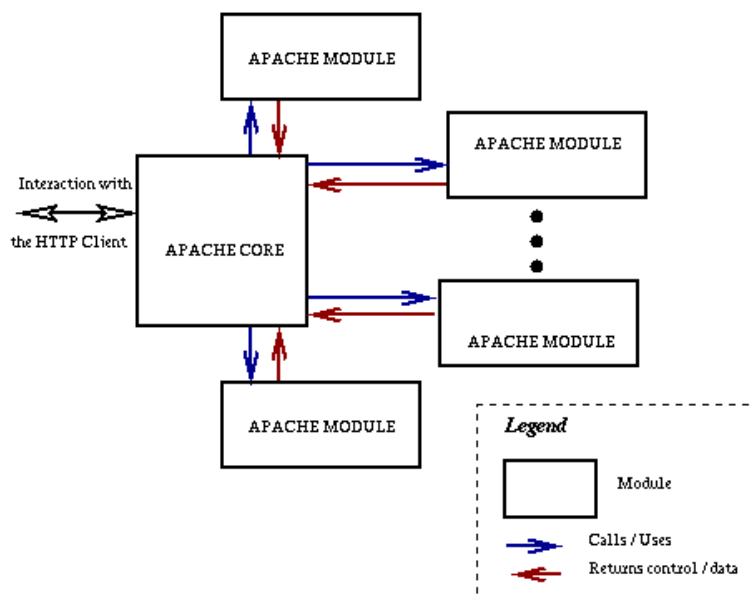 APACHE MODULE
APACHE MODULE
Interaction with
the HTTP Client
APACHE CORE
APACHE MODULE
APACHE MODULE
Legend
Module
Calls / Uses
Returns control / data